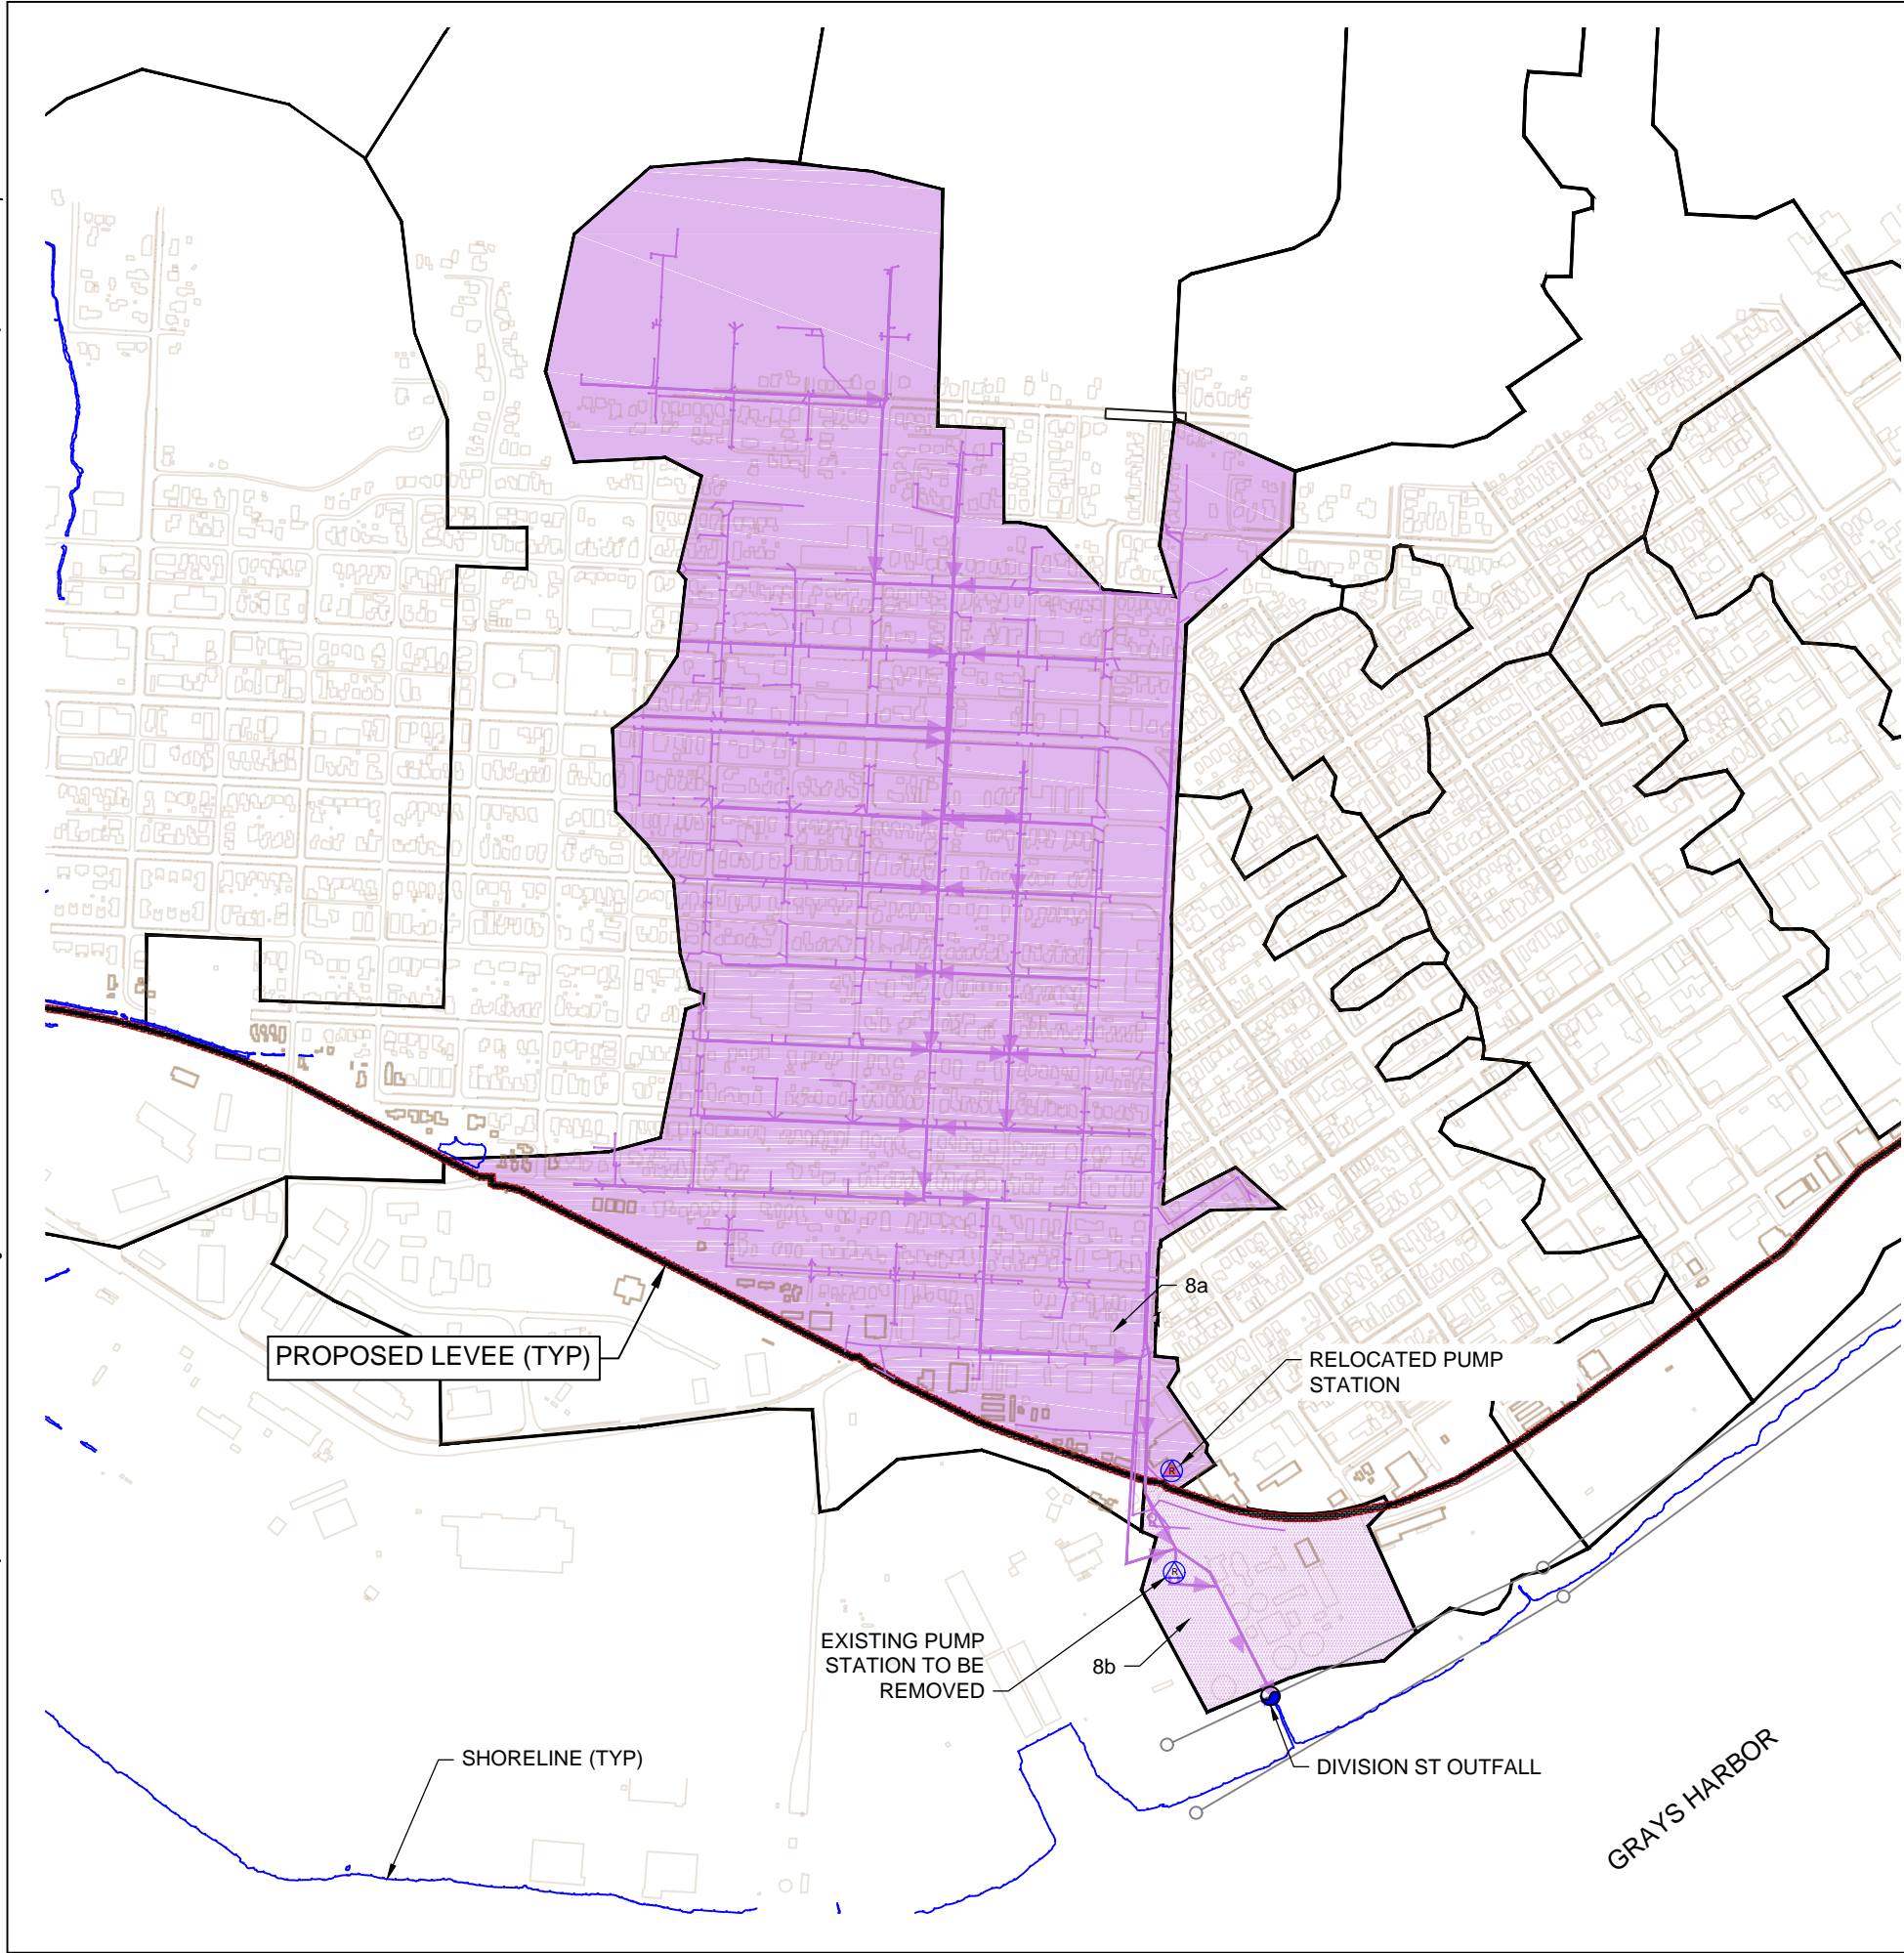 8a
PROPOSED LEVEE (TYP)
RELOCATED PUMP
STATION
R
R
EXISTING PUMP
STATION TO BE
REMOVED
8b
SHORELINE (TYP)
DIVISION ST OUTFALL
GRAYS HARBOR